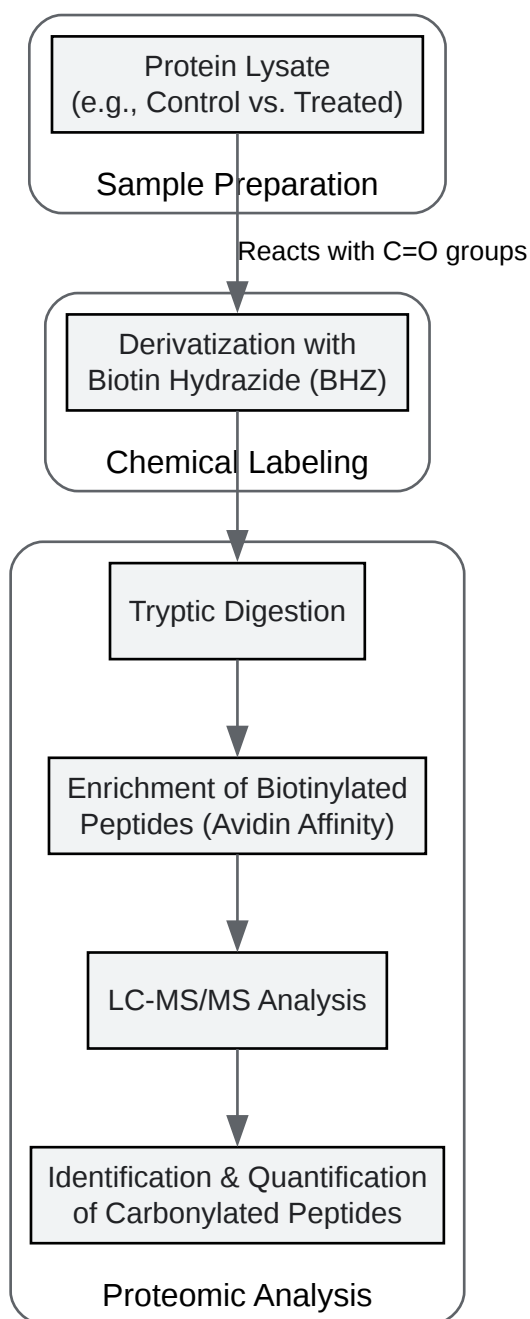 Protein Lysate
(e.g., Control vs. Treated)
Sample Preparation
Reacts with C=O groups
Derivatization with
Biotin Hydrazide (BHZ)
Chemical Labeling
Tryptic Digestion
Enrichment of Biotinylated
Peptides (Avidin Affinity)
LC-MS/MS Analysis
Identification & Quantification
of Carbonylated Peptides
Proteomic Analysis